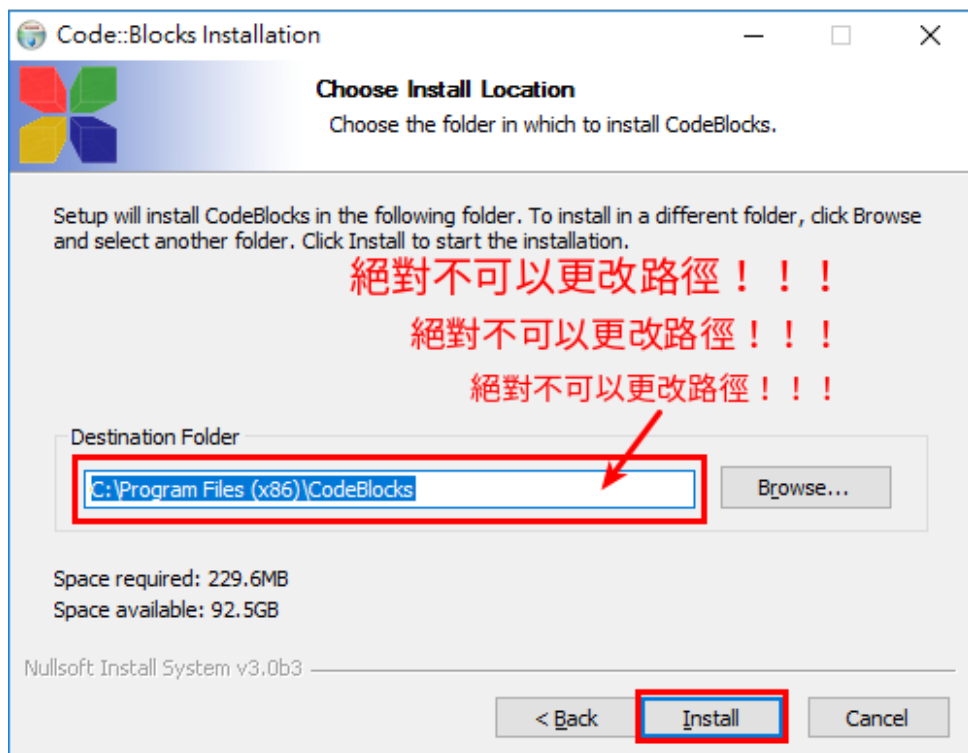 Code::Blocks Installation
Choose Install Location
Choose the folder in which to install CodeBlocks.
Setup will install CodeBlocks in the following folder. To install in a different folder, click Browse
and select another folder. Click Install to start the installation.
絕對不可以更改路徑！！！
絕對不可以更改路徑！！！
絕對不可以更改路徑！！！
Destination Folder
C:\Program Files (x86)\CodeBlocks
Browse...
Space required: 229.6MB
Space available: 92.5GB
Nullsoft Install System v3.0b3
< Back
Install
Cancel